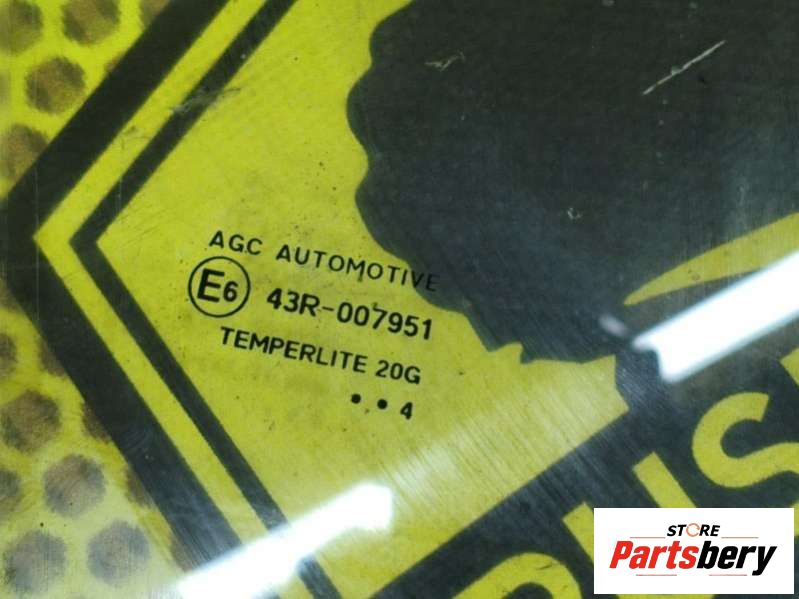 AGC AUTOMOTIVE
E6 43R-007951
TEMPERLITE 20G
• • 4
STORE
Partsbery